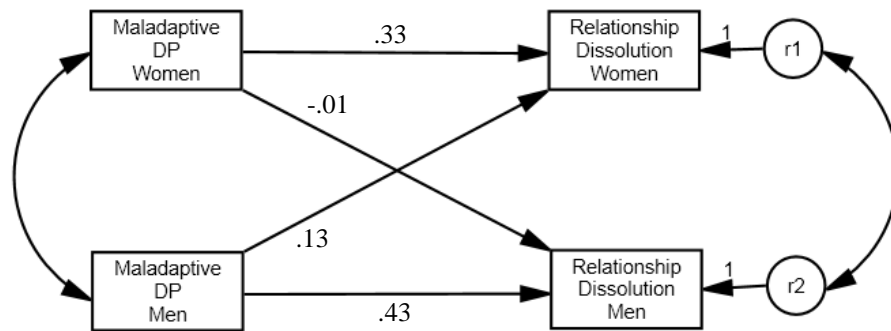 Maladaptive
DP
Women
.33
Relationship
Dissolution
Women
1
r1
-.01
.13
Maladaptive
DP
Men
.43
Relationship
Dissolution
Men
1
r2